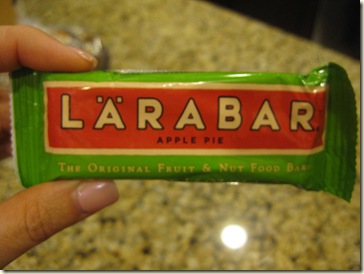 LÄRABAR
APPLE PIE
THE ORIGINAL FRUIT & NUT FOOD BAR